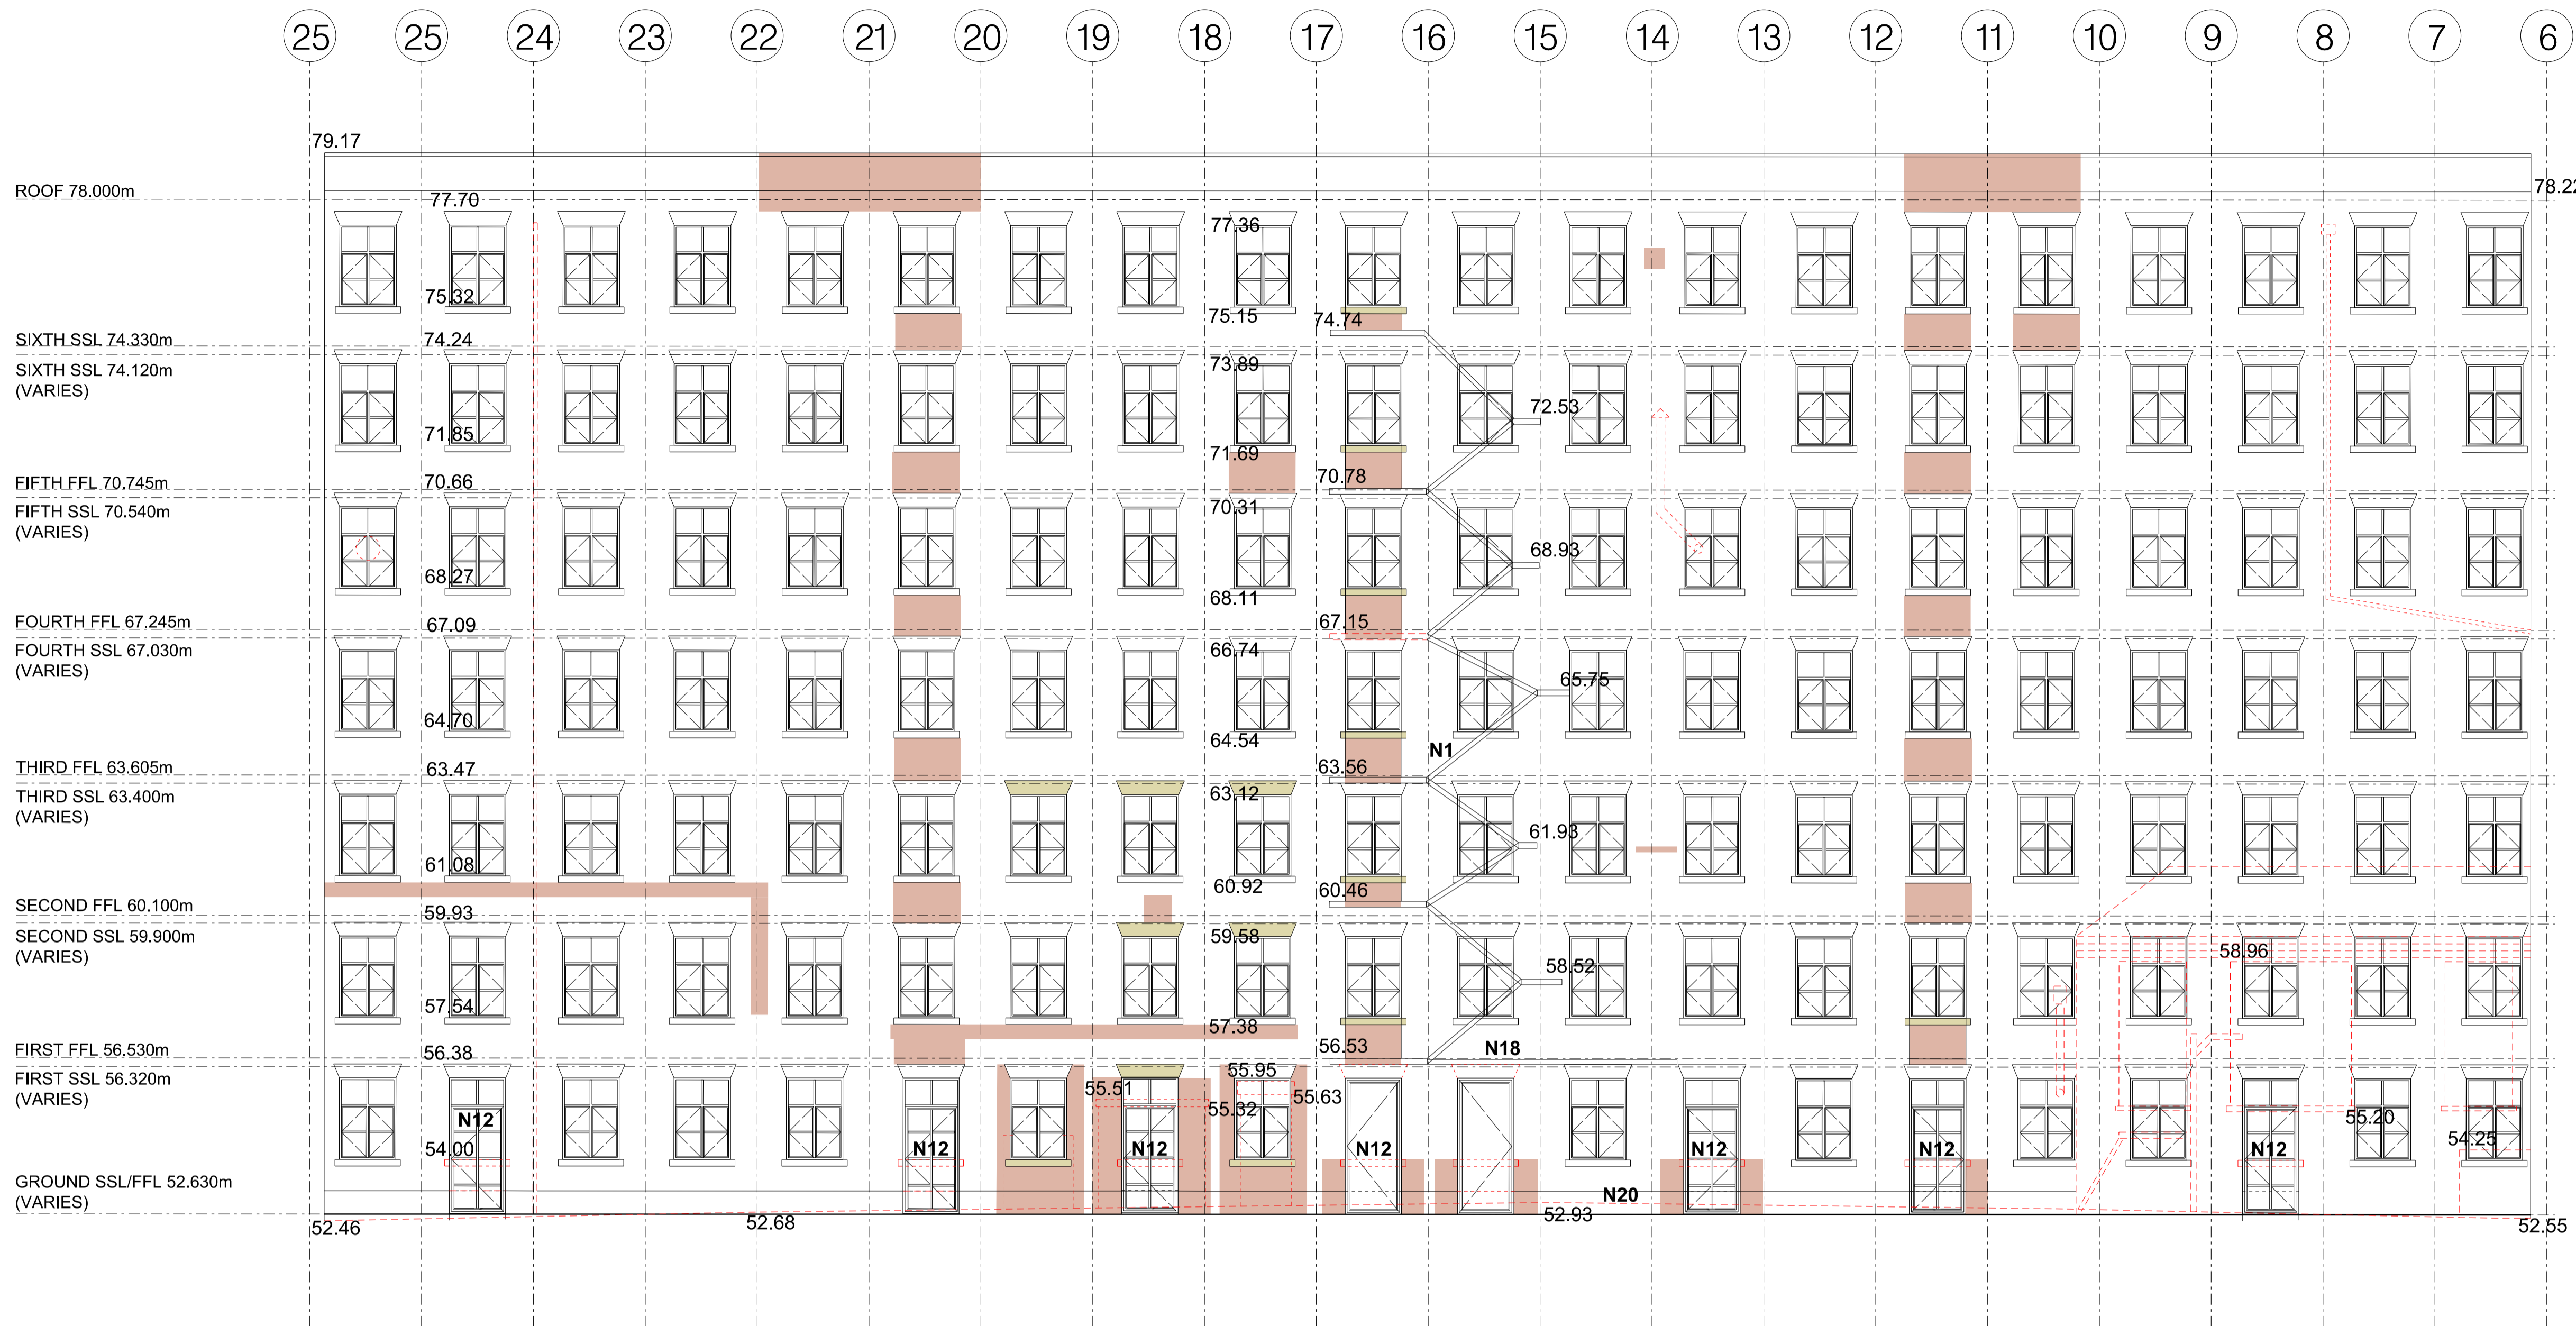 25 25 24 23 22 21 20 19 18 17 16 15 14 13 12 11 10 9 8 7 6
79.17
ROOF 78.000m
77.70
78.22
77.36
75.32
75.15
74.74
SIXTH SSL 74.330m
74.24
SIXTH SSL 74.120m
(VARIES)
73.89
72.53
71.85
71.69
70.78
FIFTH FFL 70.745m
70.66
FIFTH SSL 70.540m
(VARIES)
70.31
68.93
68.27
68.11
67.15
FOURTH FFL 67.245m
67.09
FOURTH SSL 67.030m
(VARIES)
66.74
65.75
64.70
64.54
N1
63.56
THIRD FFL 63.605m
63.47
THIRD SSL 63.400m
(VARIES)
63.12
61.93
61.08
60.92
60.46
SECOND FFL 60.100m
59.93
SECOND SSL 59.900m
(VARIES)
59.58
58.96
58.52
57.54
57.38
56.53
N18
FIRST FFL 56.530m
56.38
FIRST SSL 56.320m
(VARIES)
55.95
55.51
55.63
55.32
55.20
N12
54.00
N12
N12
N12
N12
N12
N12
54.25
GROUND SSL/FFL 52.630m
(VARIES)
N20
52.46
52.68
52.93
52.55